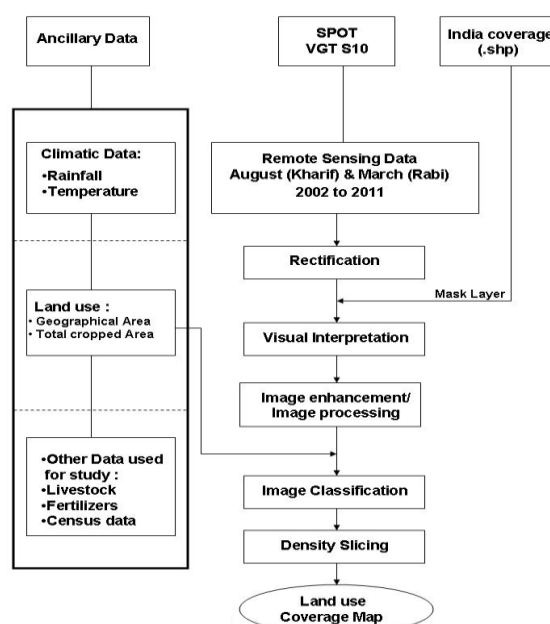 Ancillary Data
SPOT
VGT S10
India coverage
(.shp)
Climatic Data:
•Rainfall
•Temperature
Remote Sensing Data
August (Kharif) & March (Rabi)
2002 to 2011
Rectification
Mask Layer
Land use :
• Geographical Area
• Total cropped Area
Visual Interpretation
Image enhancement/
Image processing
•Other Data used
for study :
•Livestock
•Fertilizers
•Census data
Image Classification
Density Slicing
Land use
Coverage Map